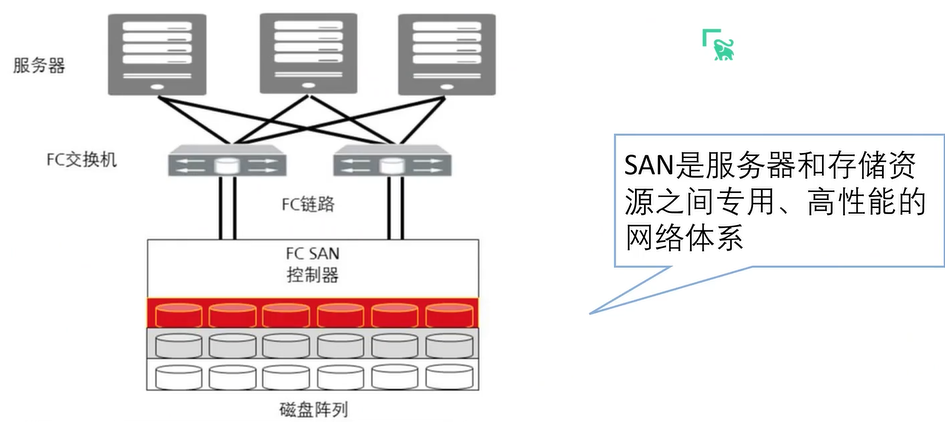 服务器
FC交换机
FC链路
FC SAN
控制器
磁盘阵列
SAN是服务器和存储资
源之间专用、高性能的
网络体系